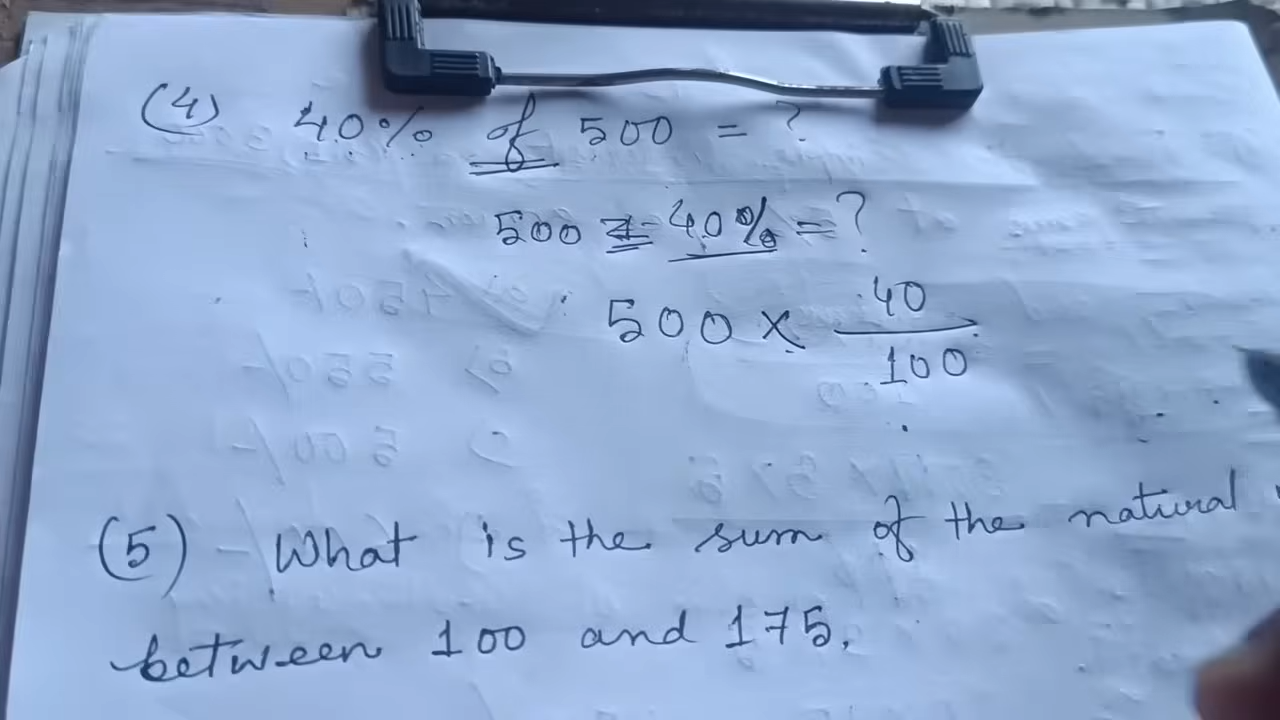 (4) 40% of 500 = ?
500 40% = ?
500 × 40
100
(5) What is the sum of the natural
between 100 and 175.